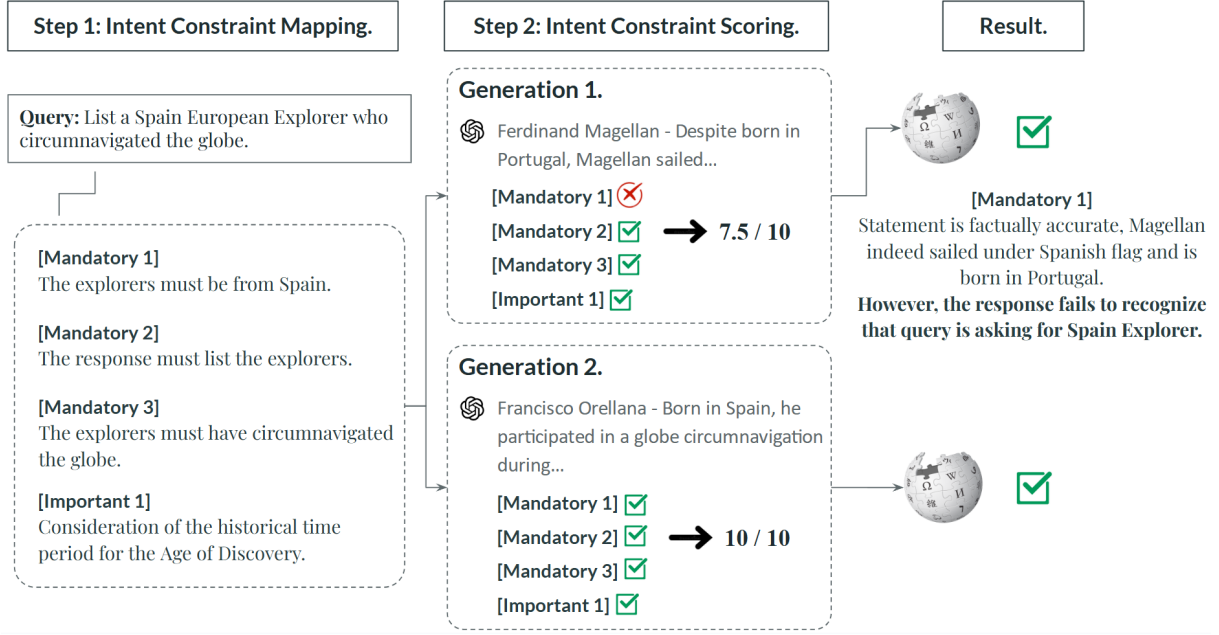 Step 1: Intent Constraint Mapping.
Query: List a Spain European Explorer who
circumnavigated the globe.
[Mandatory 1]
The explorers must be from Spain.
[Mandatory 2]
The response must list the explorers.
[Mandatory 3]
The explorers must have circumnavigated
the globe.
[Important 1]
Consideration of the historical time
period for the Age of Discovery.
Step 2: Intent Constraint Scoring.
Generation 1.
Ferdinand Magellan - Despite born in
Portugal, Magellan sailed...
[Mandatory 1]
[Mandatory 2]
[Mandatory 3]
[Important 1]
7.5 / 10
Generation 2.
Francisco Orellana - Born in Spain, he
participated in a globe circumnavigation
during...
[Mandatory 1]
[Mandatory 2]
[Mandatory 3]
[Important 1]
10 / 10
Result.
[Mandatory 1]
Statement is factually accurate, Magellan
indeed sailed under Spanish flag and is
born in Portugal.
However, the response fails to recognize
that query is asking for Spain Explorer.